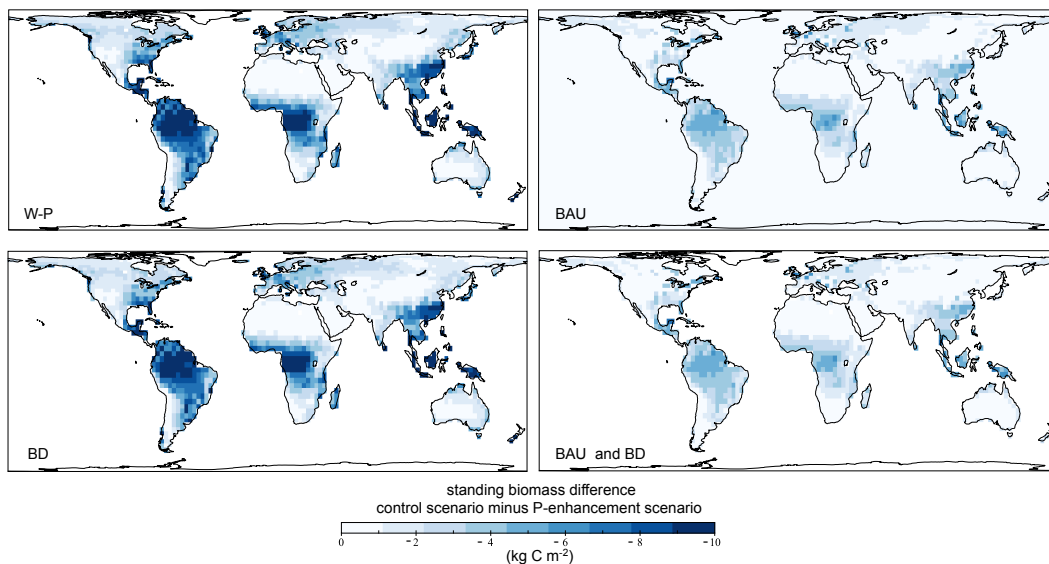 W-P
BAU
BD
BAU and BD
standing biomass difference
control scenario minus P-enhancement scenario
0 -2 -4 -6 -8 -10
(kg C m-2)